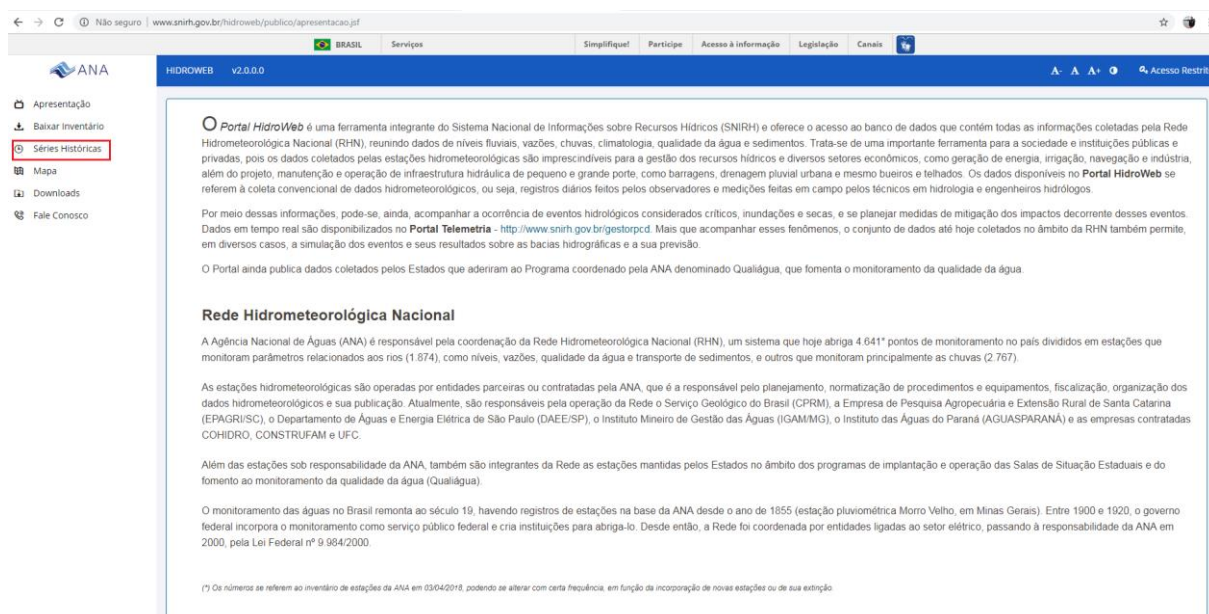 Não seguro | www.snirh.gov.br/hidroweb/publico/apresentacao.jsf
BRASIL Serviços Simplifique! Participe Acesso à informação Legislação Canais
ANA HIDROWEB v2.0.0.0 A- A A+ Acesso Restrit
Apresentação
Baixar Inventário
Séries Históricas
Mapa
Downloads
Fale Conosco
O Portal HidroWeb é uma ferramenta integrante do Sistema Nacional de Informações sobre Recursos Hídricos (SNIRH) e oferece o acesso ao banco de dados que contém todas as informações coletadas pela Rede
Hidrometeorológica Nacional (RHN), reunindo dados de níveis fluviais, vazões, chuvas, climatologia, qualidade da água e sedimentos. Trata-se de uma importante ferramenta para a sociedade e instituições públicas e
privadas, pois os dados coletados pelas estações hidrometeorológicas são imprescindíveis para a gestão dos recursos hídricos e diversos setores econômicos, como geração de energia, irrigação, navegação e indústria,
além do projeto, manutenção e operação de infraestrutura hidráulica de pequeno e grande porte, como barragens, drenagem pluvial urbana e mesmo bueiros e telhados. Os dados disponíveis no Portal HidroWeb se
referem à coleta convencional de dados hidrometeorológicos, ou seja, registros diários feitos pelos observadores e medições feitas em campo pelos técnicos em hidrologia e engenheiros hidrólogos.
Por meio dessas informações, pode-se, ainda, acompanhar a ocorrência de eventos hidrológicos considerados críticos, inundações e secas, e se planejar medidas de mitigação dos impactos decorrente desses eventos.
Dados em tempo real são disponibilizados no Portal Telemetria - http://www.snirh.gov.br/gestorpcd. Mais que acompanhar esses fenômenos, o conjunto de dados até hoje coletados no âmbito da RHN também permite,
em diversos casos, a simulação dos eventos e seus resultados sobre as bacias hidrográficas e a sua previsão.
O Portal ainda publica dados coletados pelos Estados que aderiram ao Programa coordenado pela ANA denominado Qualiágua, que fomenta o monitoramento da qualidade da água.
Rede Hidrometeorológica Nacional
A Agência Nacional de Águas (ANA) é responsável pela coordenação da Rede Hidrometeorológica Nacional (RHN), um sistema que hoje abriga 4.641* pontos de monitoramento no país divididos em estações que
monitoram parâmetros relacionados aos rios (1.874), como níveis, vazões, qualidade da água e transporte de sedimentos, e outros que monitoram principalmente as chuvas (2.767).
As estações hidrometeorológicas são operadas por entidades parceiras ou contratadas pela ANA, que é a responsável pelo planejamento, normatização de procedimentos e equipamentos, fiscalização, organização dos
dados hidrometeorológicos e sua publicação. Atualmente, são responsáveis pela operação da Rede o Serviço Geológico do Brasil (CPRM), a Empresa de Pesquisa Agropecuária e Extensão Rural de Santa Catarina
(EPAGRI/SC), o Departamento de Águas e Energia Elétrica de São Paulo (DAEE/SP), o Instituto Mineiro de Gestão das Águas (IGAM/MG), o Instituto das Águas do Paraná (AGUASPARANÁ) e as empresas contratadas
COHIDRO, CONSTRUFAM e UFC.
Além das estações sob responsabilidade da ANA, também são integrantes da Rede as estações mantidas pelos Estados no âmbito dos programas de implantação e operação das Salas de Situação Estaduais e do
fomento ao monitoramento da qualidade da água (Qualiágua).
O monitoramento das águas no Brasil remonta ao século 19, havendo registros de estações na base da ANA desde o ano de 1855 (estação pluviométrica Morro Velho, em Minas Gerais). Entre 1900 e 1920, o governo
federal incorpora o monitoramento como serviço público federal e cria instituições para abriga-lo. Desde então, a Rede foi coordenada por entidades ligadas ao setor elétrico, passando à responsabilidade da ANA em
2000, pela Lei Federal nº 9.984/2000.
(*) Os números se referem ao inventário de estações da ANA em 03/04/2018, podendo se alterar com certa frequência, em função da incorporação de novas estações ou de sua extinção.